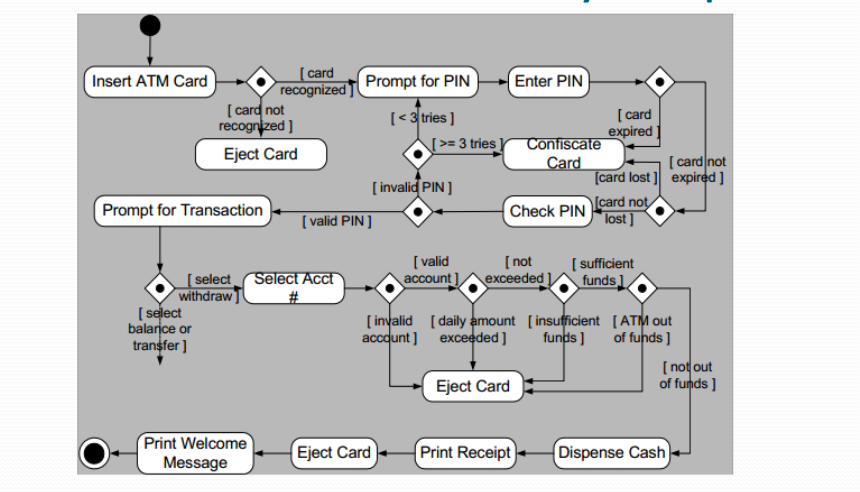 Insert ATM Card
[ card
recognized ]
Prompt for PIN
Enter PIN
[ card not
recognized ]
[ < 3 tries ]
[ card
expired ]
Eject Card
[ >= 3 tries ]
Confiscate
Card
[ card not
expired ]
[card lost ]
[ invalid PIN ]
Prompt for Transaction
[ valid PIN ]
Check PIN
[card not
lost ]
[ select
withdraw ]
Select Acct
#
[ valid
account ]
[ not
exceeded ]
[ sufficient
funds ]
[ select
balance or
transfer ]
[ invalid
account ]
[ daily amount
exceeded ]
[ insufficient
funds ]
[ ATM out
of funds ]
[ not out
of funds ]
Eject Card
Print Welcome
Message
Eject Card
Print Receipt
Dispense Cash